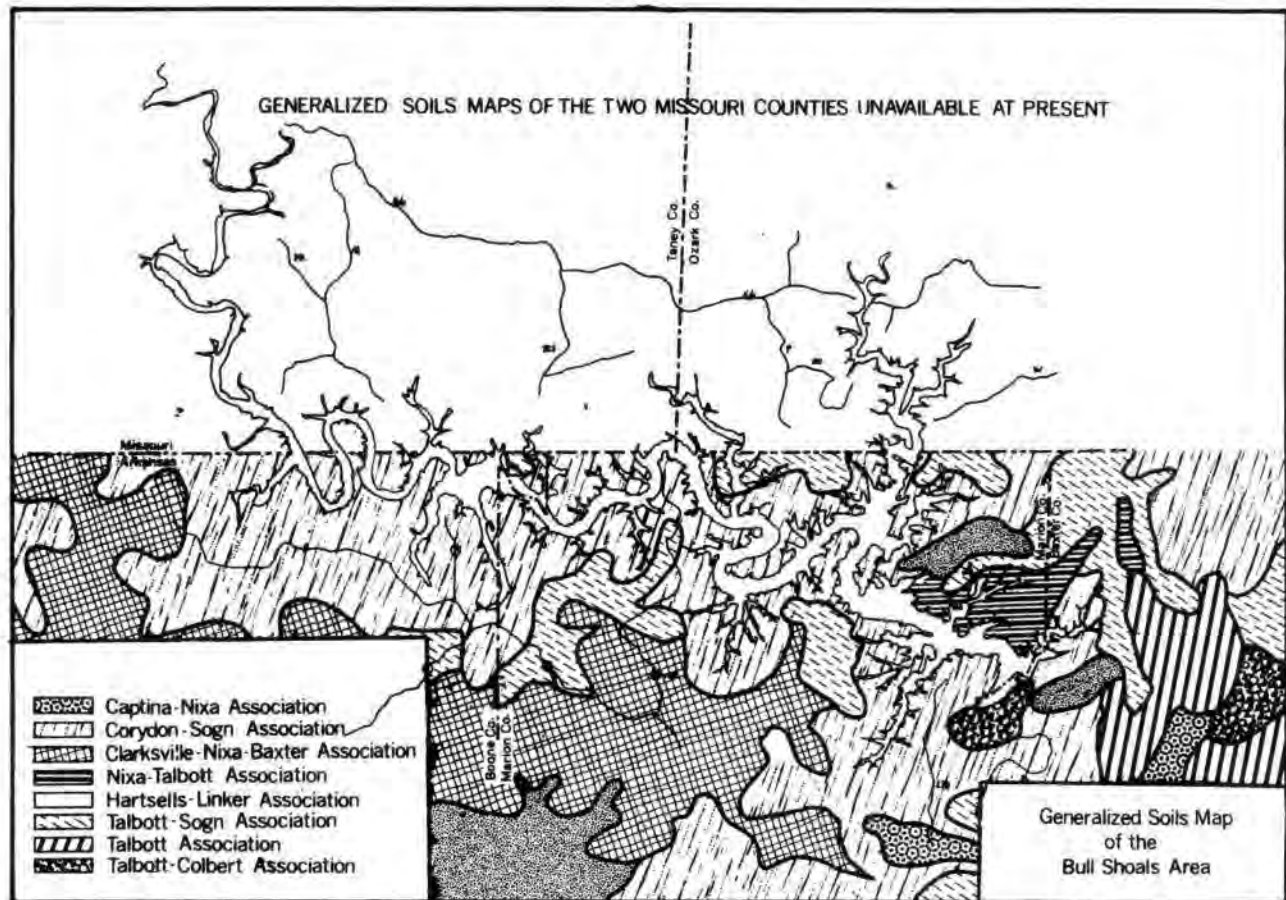 GENERALIZED SOILS MAPS OF THE TWO MISSOURI COUNTIES UNAVAILABLE AT PRESENT
Taney Co.
Ozark Co.
Missouri
Arkansas
Marion Co.
Boone Co.
Marion Co.
Captina-Nixa Association
Corydon-Sogn Association
Clarksville-Nixa-Baxter Association
Nixa-Talbott Association
Hartsells-Linker Association
Talbott-Sogn Association
Talbott Association
Talbott-Colbert Association
Generalized Soils Map
of the
Bull Shoals Area